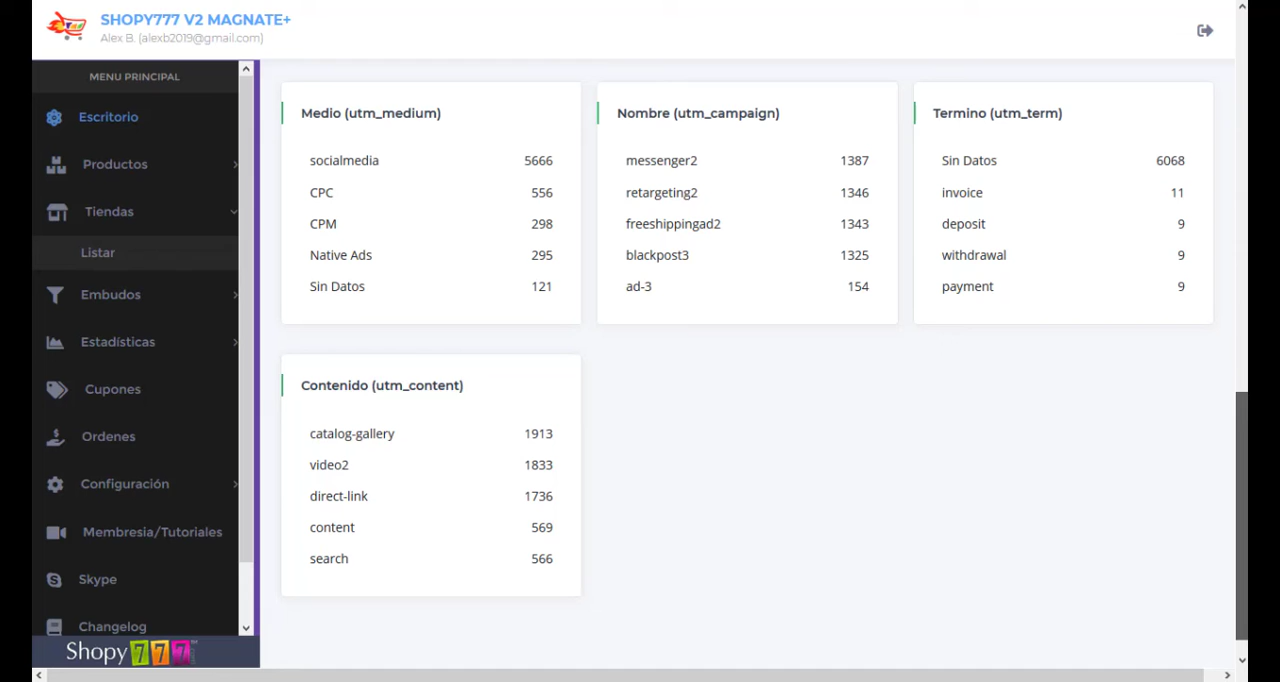 SHOPY777 V2 MAGNATE+
Alex B. (alexb2019@gmail.com)
MENU PRINCIPAL
Escritorio
Productos
Tiendas
Listar
Embudos
Estadísticas
Cupones
Ordenes
Configuración
Membresia/Tutoriales
Skype
Changelog
Shopy 777
Medio (utm_medium)
socialmedia 5666
CPC 556
CPM 298
Native Ads 295
Sin Datos 121
Nombre (utm_campaign)
messenger2 1387
retargeting2 1346
freeshippingad2 1343
blackpost3 1325
ad-3 154
Termino (utm_term)
Sin Datos 6068
invoice 11
deposit 9
withdrawal 9
payment 9
Contenido (utm_content)
catalog-gallery 1913
video2 1833
direct-link 1736
content 569
search 566